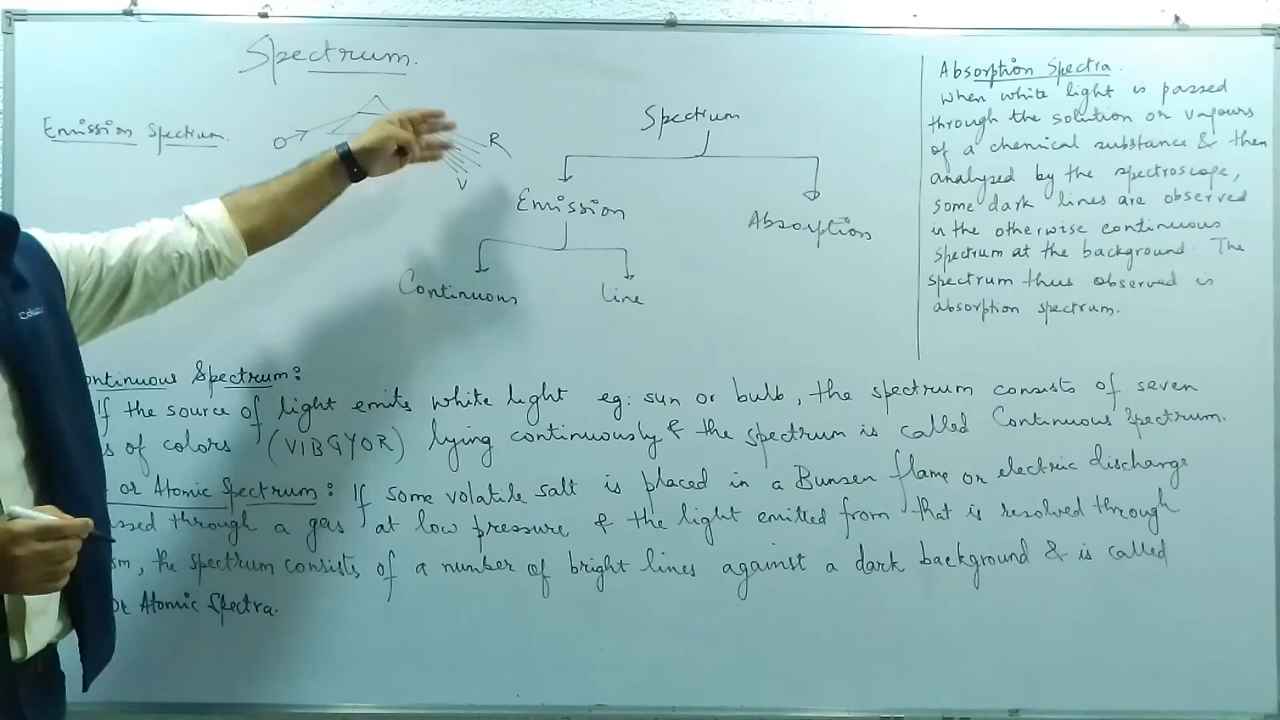 Spectrum.
Emission Spectrum.
R
V
Spectrum
Emission
Absorption
Continuous
line
Absorption Spectra.
When white light is passed
through the solution or vapours
of a chemical substance & then
analyzed by the spectroscope,
some dark lines are observed
in the otherwise continuous
spectrum at the background. The
spectrum thus observed is
absorption spectrum.
ontinuous Spectrum:
If the source of light emits white light eg: sun or bulb, the spectrum consists of seven
s of colors (VIBGYOR) lying continuously & the spectrum is called Continuous Spectrum.
or Atomic Spectrum: If some volatile salt is placed in a Bunsen flame or electric discharge
ssed through a gas at low pressure & the light emitted from that is resolved through
sm, the spectrum consists of a number of bright lines against a dark background & is called
or Atomic Spectra.